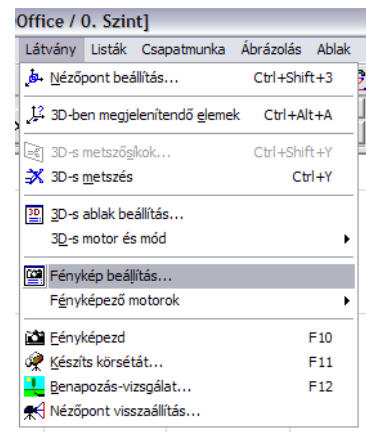 Office / 0. Szint]
Látvány Listák Csapatmunka Ábrázolás Ablak
Nézőpont beállítás... Ctrl+Shift+3
3D-ben megjelenítendő elemek Ctrl+Alt+A
3D-s metszősíkok... Ctrl+Shift+Y
3D-s metszés Ctrl+Y
3D-s ablak beállítás...
3D-s motor és mód
Fénykép beállítás...
Fényképező motorok
Fényképezd F10
Készíts körsétát... F11
Benapozás-vizsgálat... F12
Nézőpont visszaállítás...